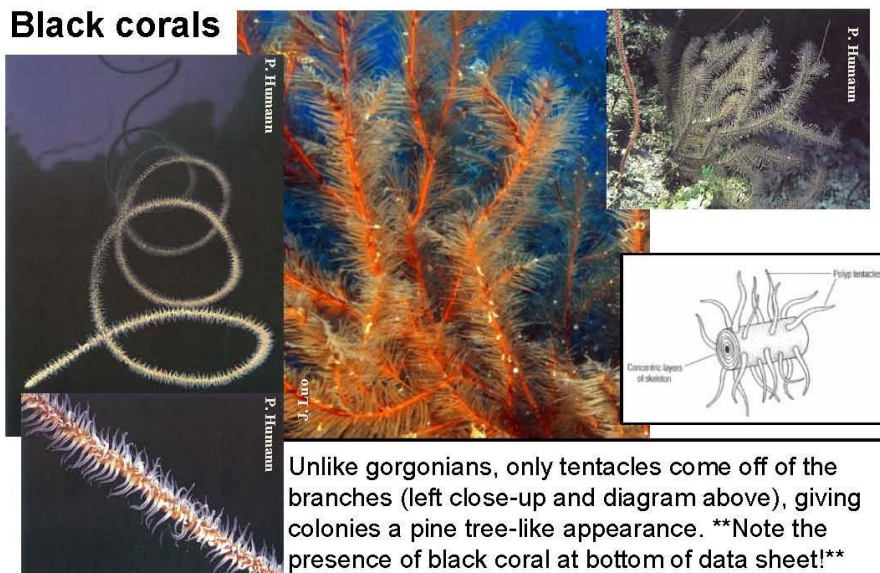 Black corals
P. Humann
P. Humann
J. Luo
Polyp tentacles
Concentric layers
of skeleton
P. Humann
Unlike gorgonians, only tentacles come off of the
branches (left close-up and diagram above), giving
colonies a pine tree-like appearance. **Note the
presence of black coral at bottom of data sheet!**